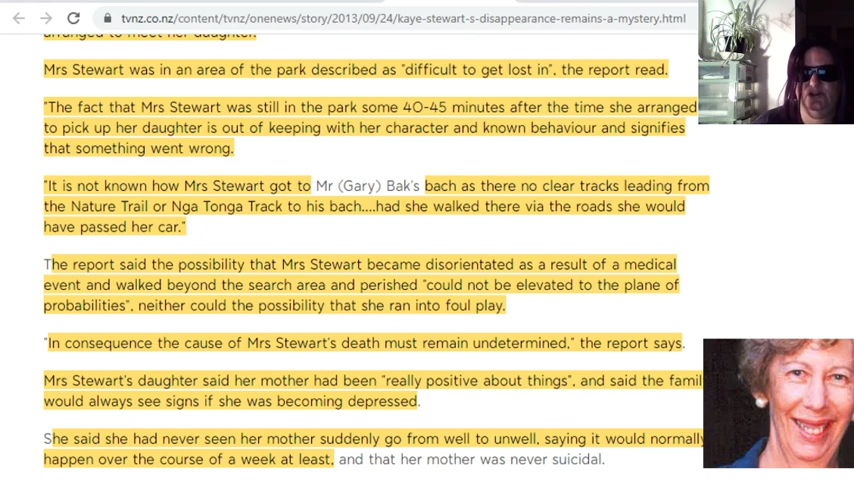 tvnz.co.nz/content/tvnz/onenews/story/2013/09/24/kaye-stewart-s-disappearance-remains-a-mystery.html
arranged to meet her daughter.
Mrs Stewart was in an area of the park described as "difficult to get lost in", the report read.
"The fact that Mrs Stewart was still in the park some 40-45 minutes after the time she arranged
to pick up her daughter is out of keeping with her character and known behaviour and signifies
that something went wrong.
"It is not known how Mrs Stewart got to Mr (Gary) Bak's bach as there no clear tracks leading from
the Nature Trail or Nga Tonga Track to his bach....had she walked there via the roads she would
have passed her car."
The report said the possibility that Mrs Stewart became disorientated as a result of a medical
event and walked beyond the search area and perished "could not be elevated to the plane of
probabilities", neither could the possibility that she ran into foul play.
"In consequence the cause of Mrs Stewart's death must remain undetermined," the report says.
Mrs Stewart's daughter said her mother had been "really positive about things", and said the famil
would always see signs if she was becoming depressed.
She said she had never seen her mother suddenly go from well to unwell, saying it would normally
happen over the course of a week at least, and that her mother was never suicidal.